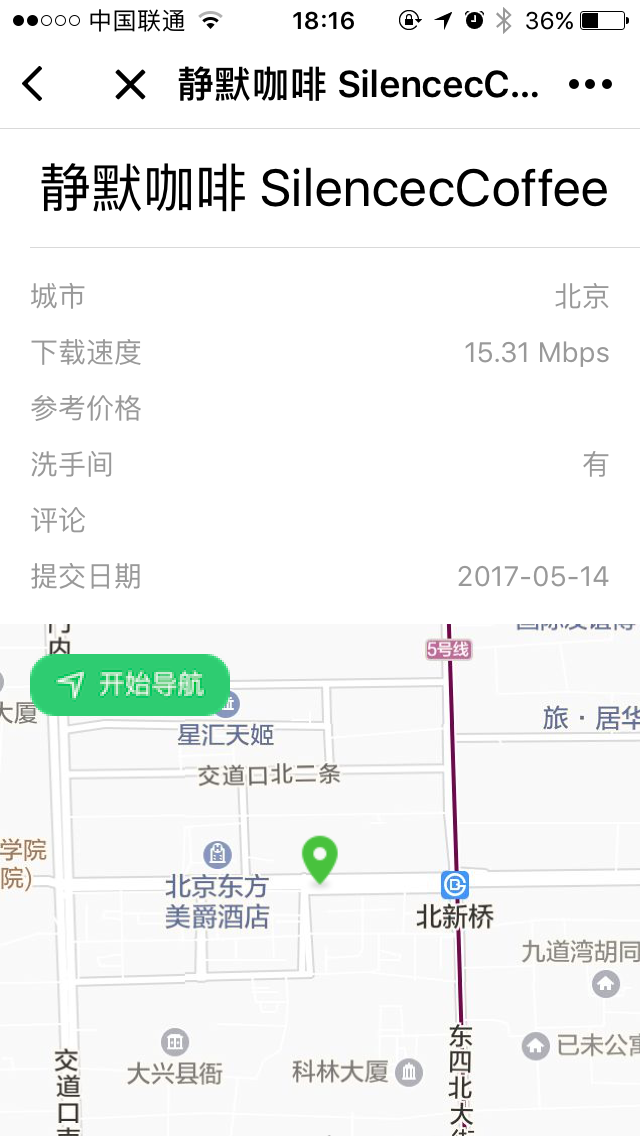 中国联通 18:16 36%
静默咖啡 SilencecC...
静默咖啡 SilencecCoffee
城市 北京
下载速度 15.31 Mbps
参考价格
洗手间 有
评论
提交日期 2017-05-14
内
5号线
开始导航
大厦
星汇天姬
旅·居华
交道口北二条
学院
院)
北京东方
美爵酒店
北新桥
九道湾胡同
大兴县衙
科林大厦
已未公寓
交道口南
东四北大街